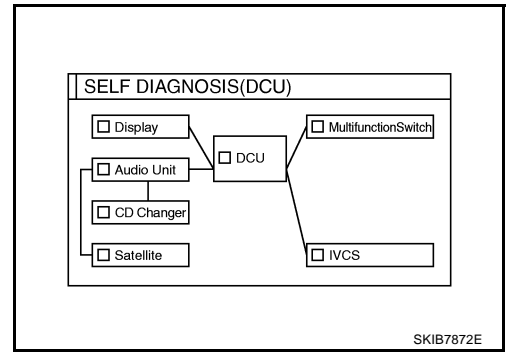 SELF DIAGNOSIS(DCU)
Display
MultifunctionSwitch
DCU
Audio Unit
CD Changer
Satellite
IVCS
SKIB7872E